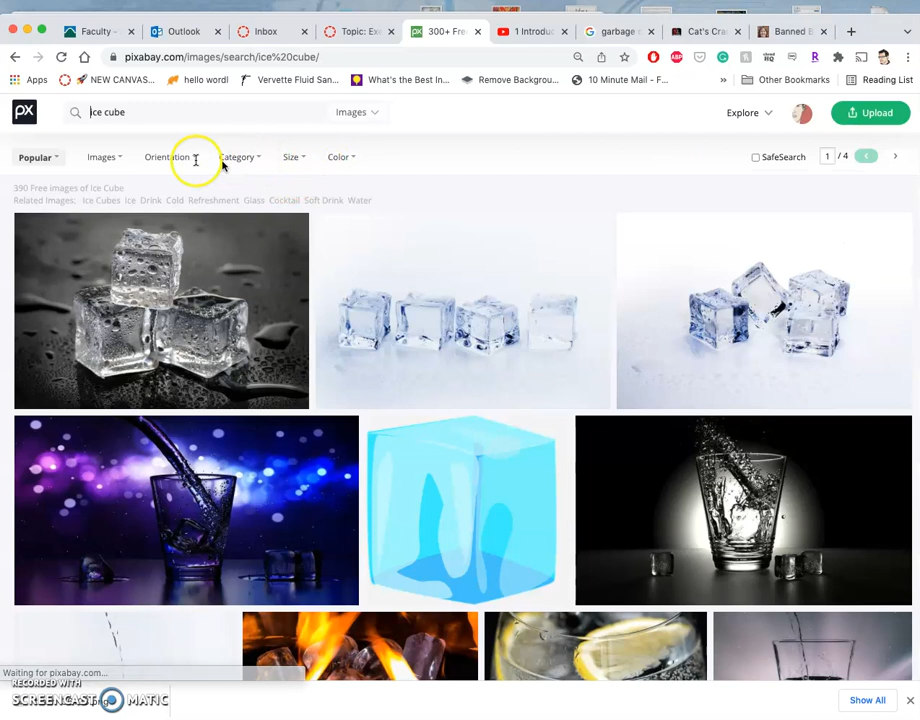 Faculty -
Outlook
Inbox
Topic: Ex
300+ Fre
1 Introduc
garbage
Cat's Cra
Banned B
pixabay.com/images/search/ice%20cube/
Apps
NEW CANVAS...
hello wordl
Vervette Fluid San...
What's the Best In...
Remove Backgrou...
10 Minute Mail - F...
Other Bookmarks
Reading List
px
ice cube
Images
Explore
Upload
Popular
Images
Orientation
Category
Size
Color
SafeSearch
1 / 4
390 Free images of Ice Cube
Related Images: Ice Cubes Ice Drink Cold Refreshment Glass Cocktail Soft Drink Water
Waiting for pixabay.com...
RECORDED WITH
SCREENCAST MATIC
Show All